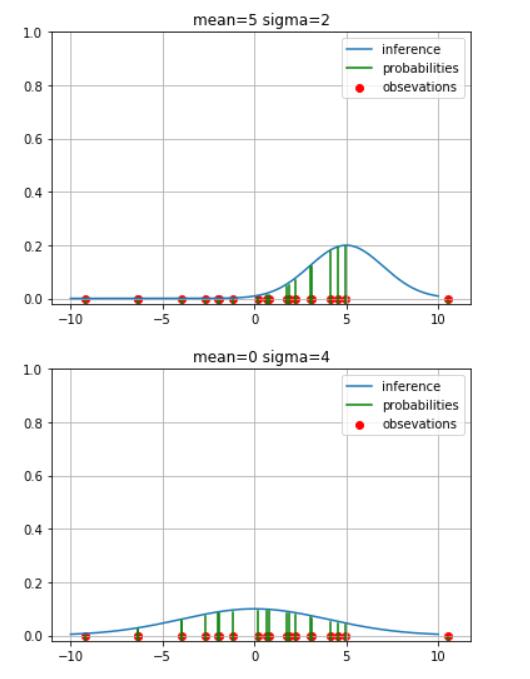 mean=5 sigma=2
1.0
0.8
0.6
0.4
0.2
0.0
inference
probabilities
obsevations
−10 −5 0 5 10
mean=0 sigma=4
1.0
0.8
0.6
0.4
0.2
0.0
inference
probabilities
obsevations
−10 −5 0 5 10